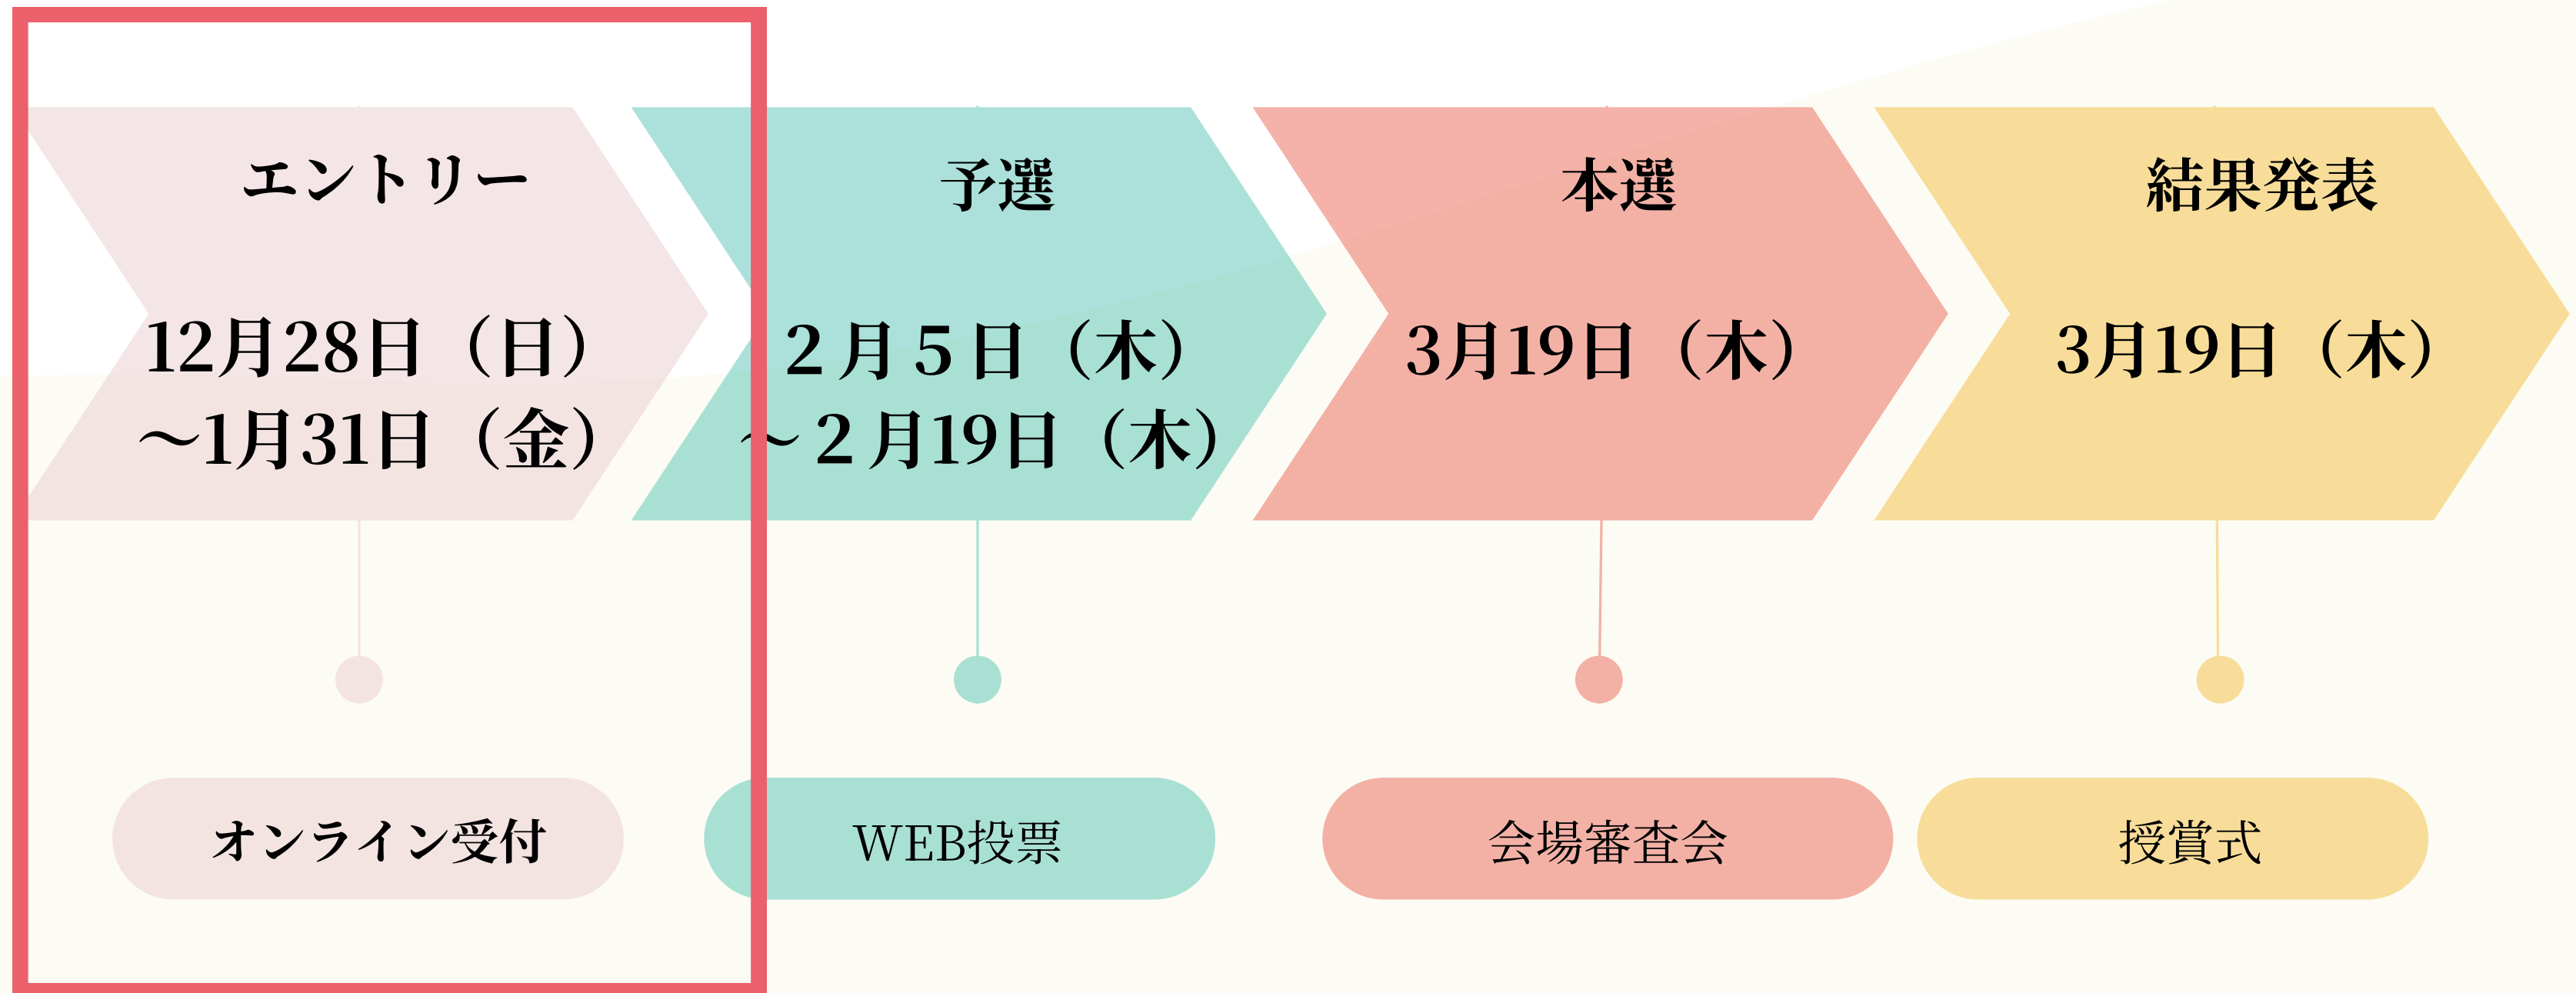 エントリー
12月28日（日）
～1月31日（金）
オンライン受付
予選
２月５日（木）
～２月19日（木）
WEB投票
本選
3月19日（木）
会場審査会
結果発表
3月19日（木）
授賞式